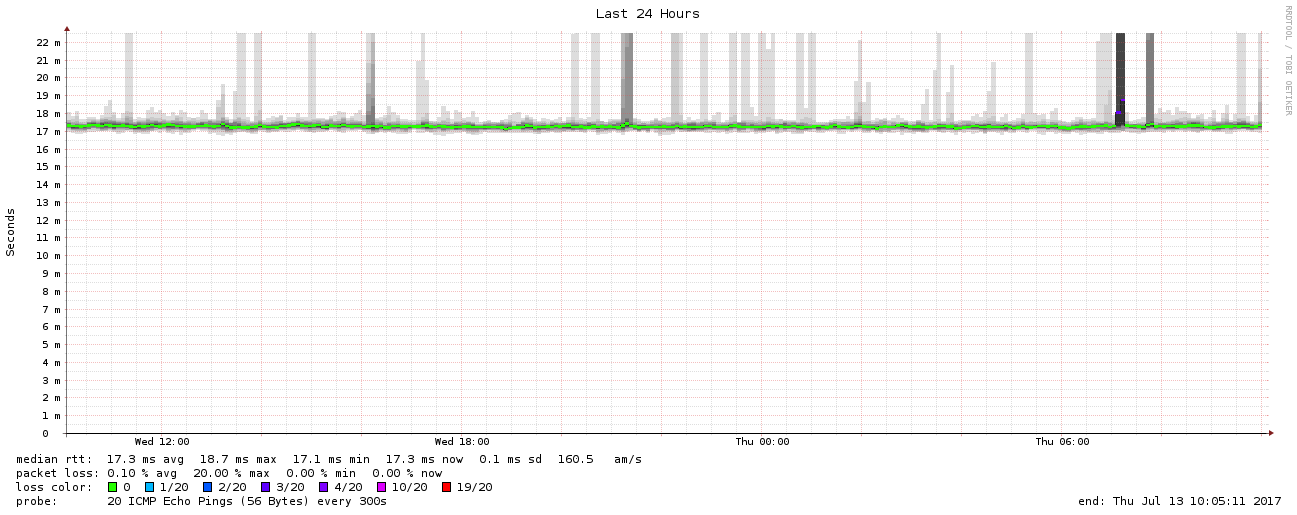 Last 24 Hours
RRDTOOL / TOBI OETIKER
Seconds
22 m
21 m
20 m
19 m
18 m
17 m
16 m
15 m
14 m
13 m
12 m
11 m
10 m
9 m
8 m
7 m
6 m
5 m
4 m
3 m
2 m
1 m
0
Wed 12:00 Wed 18:00 Thu 00:00 Thu 06:00
median rtt: 17.3 ms avg 18.7 ms max 17.1 ms min 17.3 ms now 0.1 ms sd 160.5 am/s
packet loss: 0.10 % avg 20.00 % max 0.00 % min 0.00 % now
loss color: 0 1/20 2/20 3/20 4/20 10/20 19/20
probe: 20 ICMP Echo Pings (56 Bytes) every 300s end: Thu Jul 13 10:05:11 2017